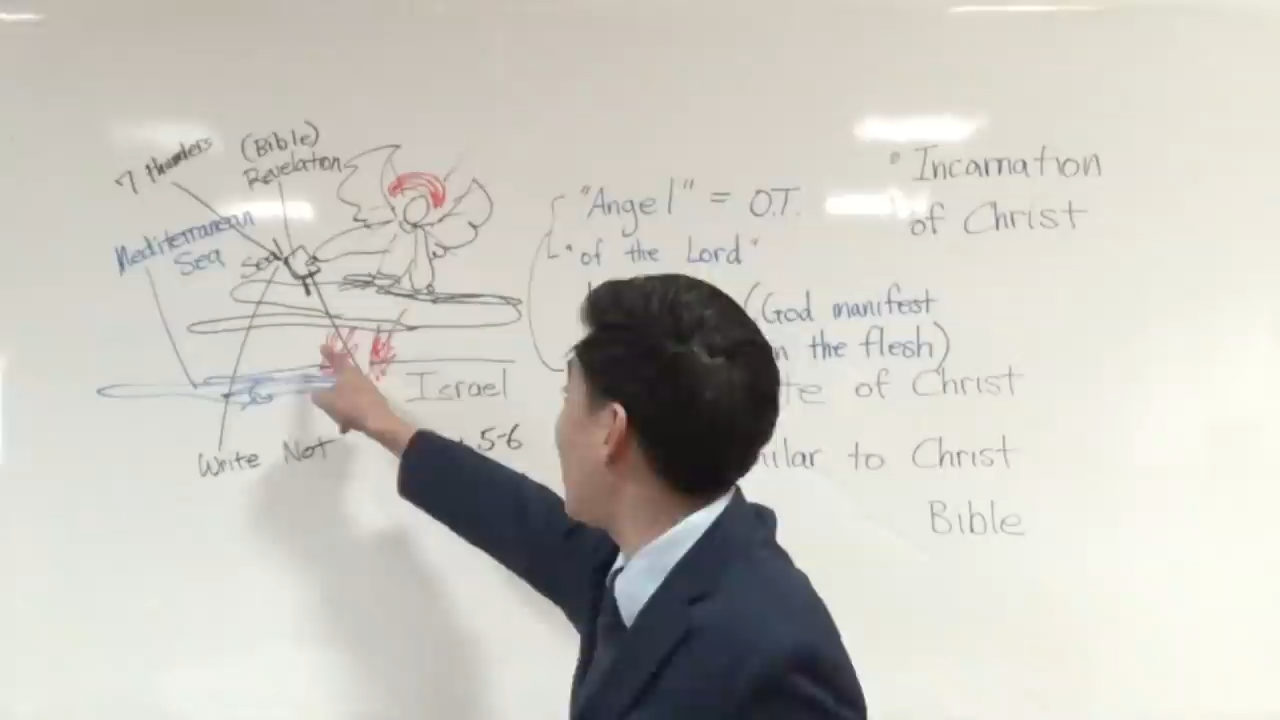 7 thunders
(Bible)
Revelation
Mediterranean
Sea
Seal
Israel
Write Not
.5-6
"Angel" = O.T.
"of the Lord"
(God manifest
the flesh)
of Christ
to Christ
Bible
• Incarnation
of Christ